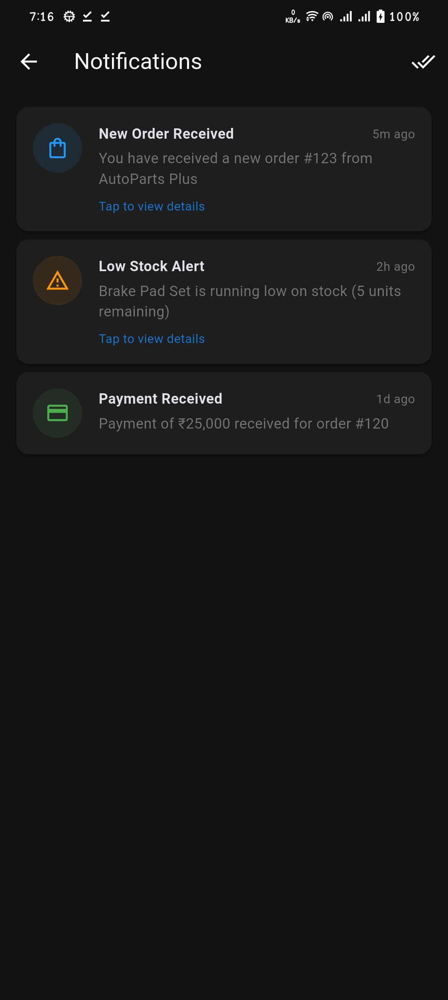 7:16
0
KB/s
100%
Notifications
New Order Received
5m ago
You have received a new order #123 from
AutoParts Plus
Tap to view details
Low Stock Alert
2h ago
Brake Pad Set is running low on stock (5 units
remaining)
Tap to view details
Payment Received
1d ago
Payment of ₹25,000 received for order #120